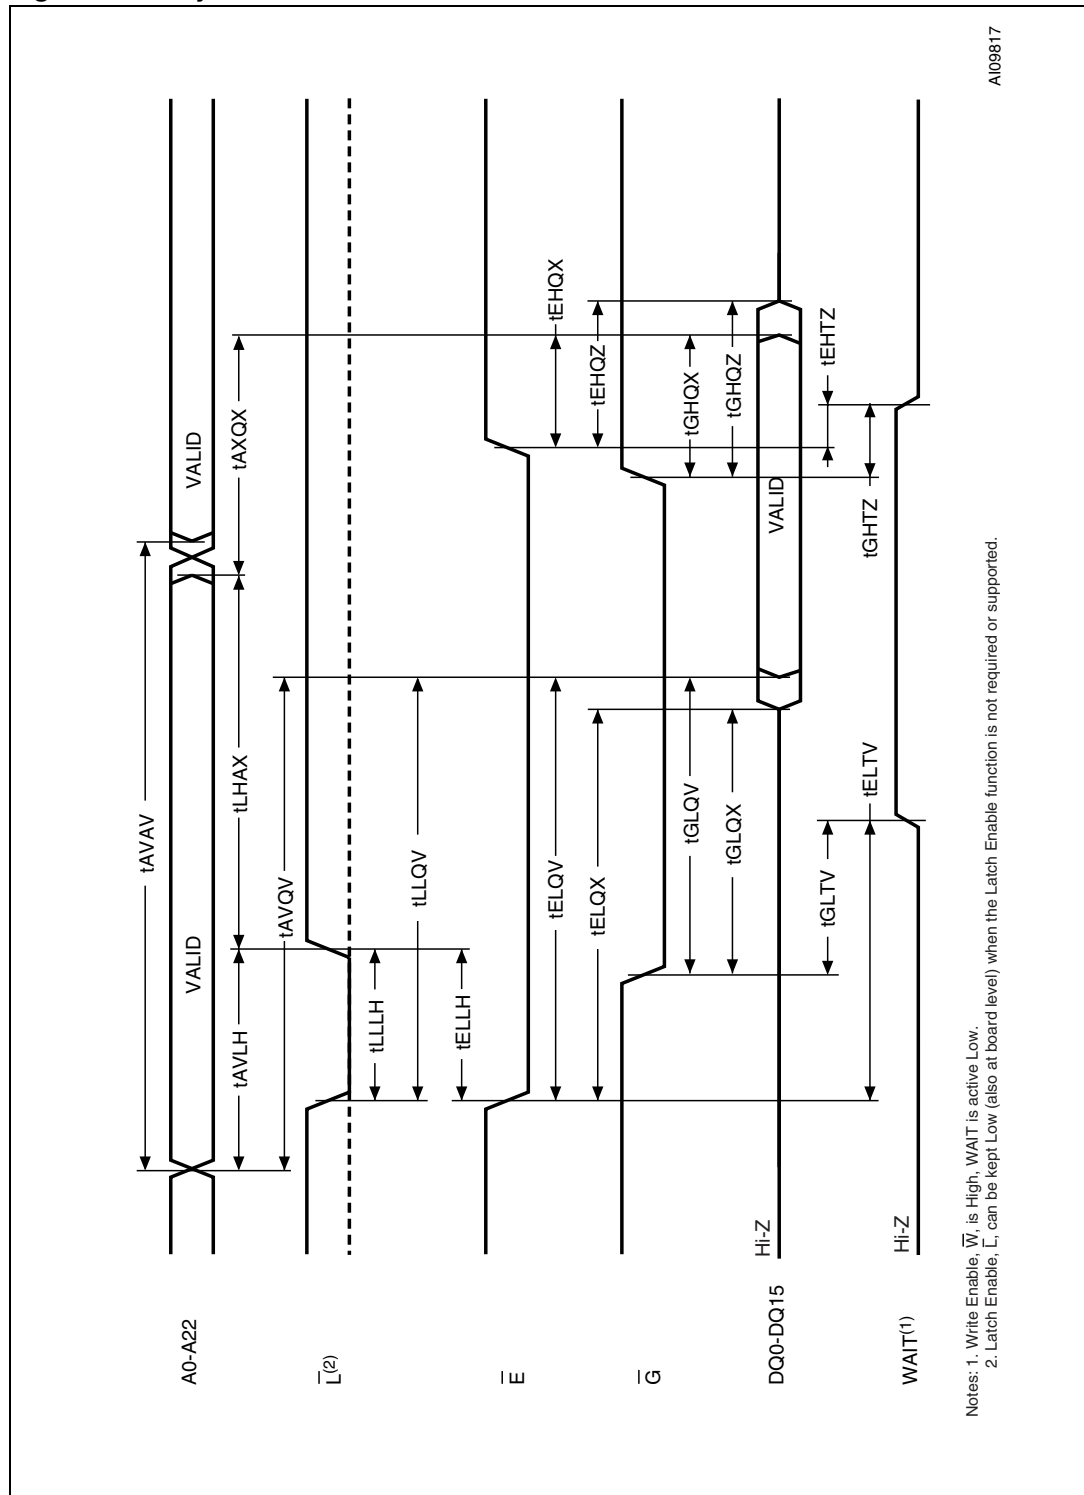 A0-A22
VALID
VALID
tAVAV
tAVLH
tLHAX
tAXQX
L(2)
tAVQV
tLLLH
tLLQV
tELLH
E
tELQV
tELQX
tEHQX
tEHQZ
G
tGLQV
tGLQX
tGHQX
tGHQZ
DQ0-DQ15
Hi-Z
VALID
tGLTV
tELTV
tEHTZ
tGHTZ
WAIT(1)
Hi-Z
Notes: 1. Write Enable, W, is High, WAIT is active Low.
2. Latch Enable, L, can be kept Low (also at board level) when the Latch Enable function is not required or supported.
AI09817